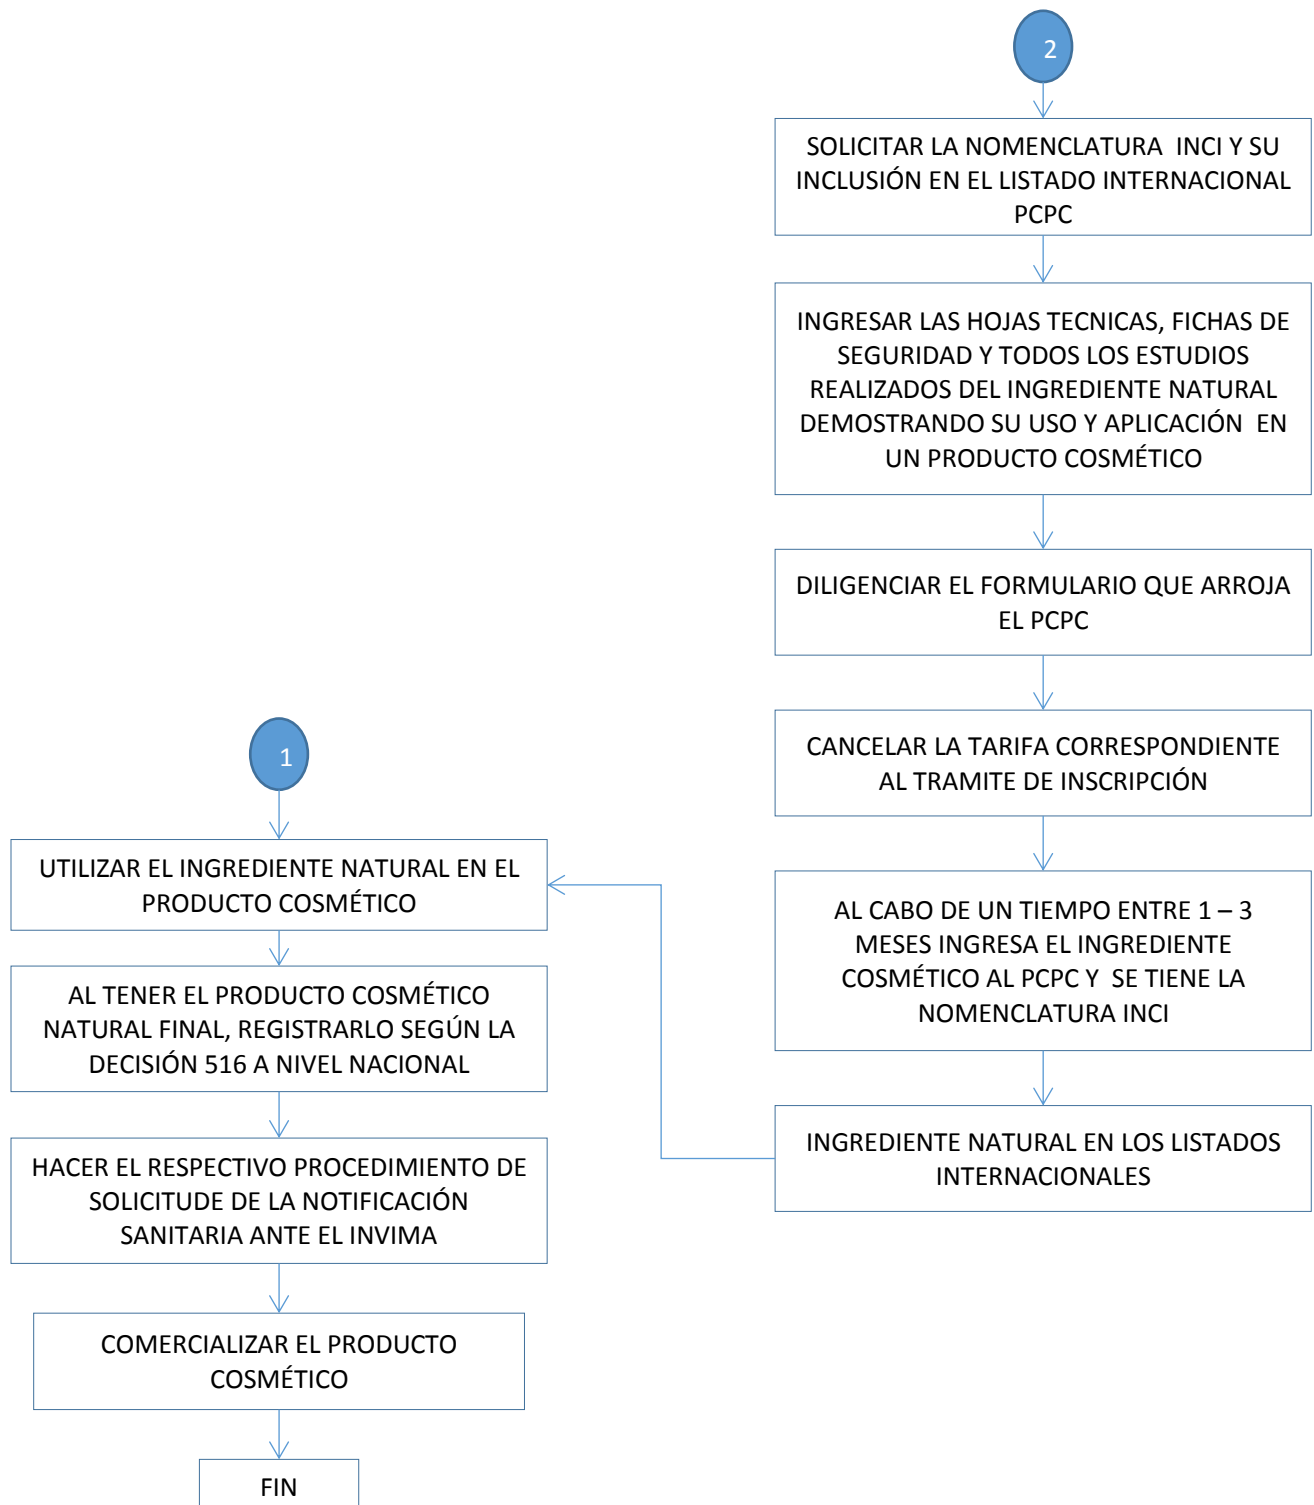 2
SOLICITAR LA NOMENCLATURA INCI Y SU
INCLUSIÓN EN EL LISTADO INTERNACIONAL
PCPC
INGRESAR LAS HOJAS TECNICAS, FICHAS DE
SEGURIDAD Y TODOS LOS ESTUDIOS
REALIZADOS DEL INGREDIENTE NATURAL
DEMOSTRANDO SU USO Y APLICACIÓN EN
UN PRODUCTO COSMÉTICO
DILIGENCIAR EL FORMULARIO QUE ARROJA
EL PCPC
CANCELAR LA TARIFA CORRESPONDIENTE
AL TRAMITE DE INSCRIPCIÓN
AL CABO DE UN TIEMPO ENTRE 1 – 3
MESES INGRESA EL INGREDIENTE
COSMÉTICO AL PCPC Y SE TIENE LA
NOMENCLATURA INCI
INGREDIENTE NATURAL EN LOS LISTADOS
INTERNACIONALES
1
UTILIZAR EL INGREDIENTE NATURAL EN EL
PRODUCTO COSMÉTICO
AL TENER EL PRODUCTO COSMÉTICO
NATURAL FINAL, REGISTRARLO SEGÚN LA
DECISIÓN 516 A NIVEL NACIONAL
HACER EL RESPECTIVO PROCEDIMIENTO DE
SOLICITUDE DE LA NOTIFICACIÓN
SANITARIA ANTE EL INVIMA
COMERCIALIZAR EL PRODUCTO
COSMÉTICO
FIN